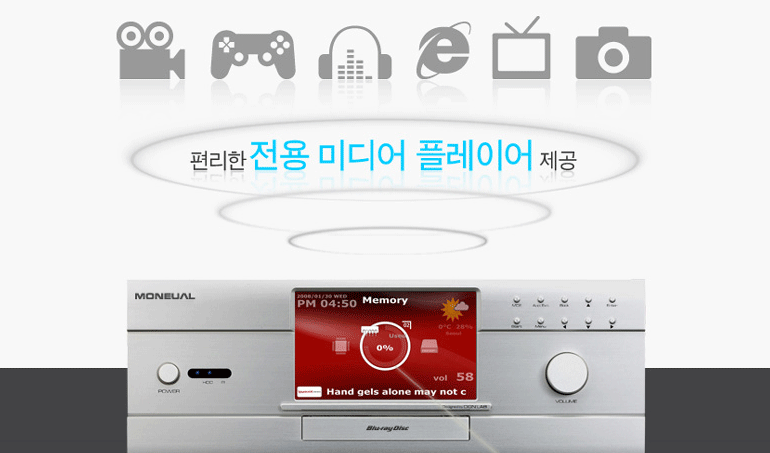 편리한 전용 미디어 플레이어 제공
MONEUAL
2008/01/30 WED
PM 04:50
Memory
0°C 28%
0%
vol 58
Hand gels alone may not c
POWER
HDD
VOLUME
Menu
Blu-ray Disc